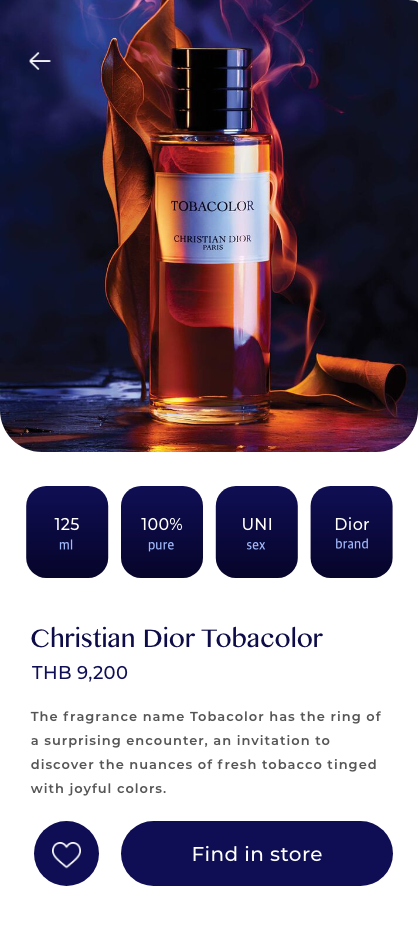 TOBACOLOR
CHRISTIAN DIOR
PARIS
125
ml
100%
pure
UNI
sex
Dior
brand
Christian Dior Tobacolor
THB 9,200
The fragrance name Tobacolor has the ring of
a surprising encounter, an invitation to
discover the nuances of fresh tobacco tinged
with joyful colors.
Find in store